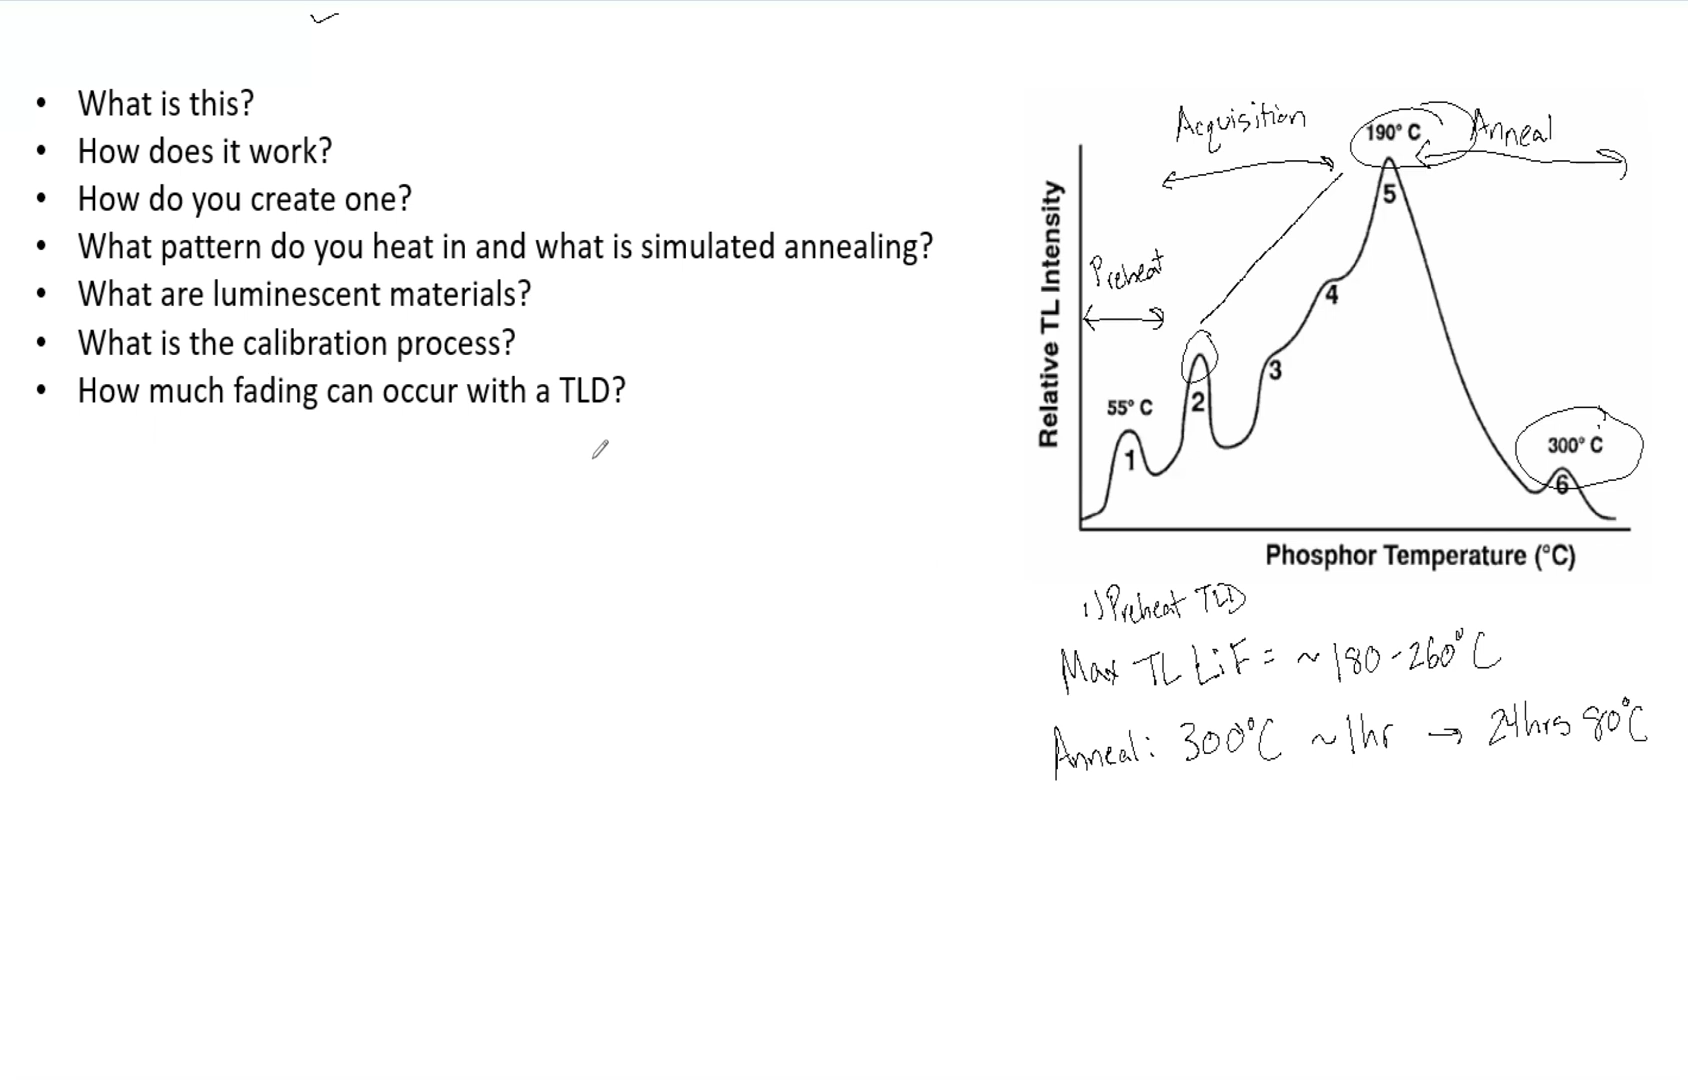 • What is this?
• How does it work?
• How do you create one?
• What pattern do you heat in and what is simulated annealing?
• What are luminescent materials?
• What is the calibration process?
• How much fading can occur with a TLD?
Acquisition
190° C
Anneal
5
Preheat
4
3
55° C
2
1
300° C
6
Relative TL Intensity
Phosphor Temperature (°C)
1) Preheat TLD
Max TL LiF = ~ 180-260°C
Anneal: 300°C ~1hr → 24hrs 80°C